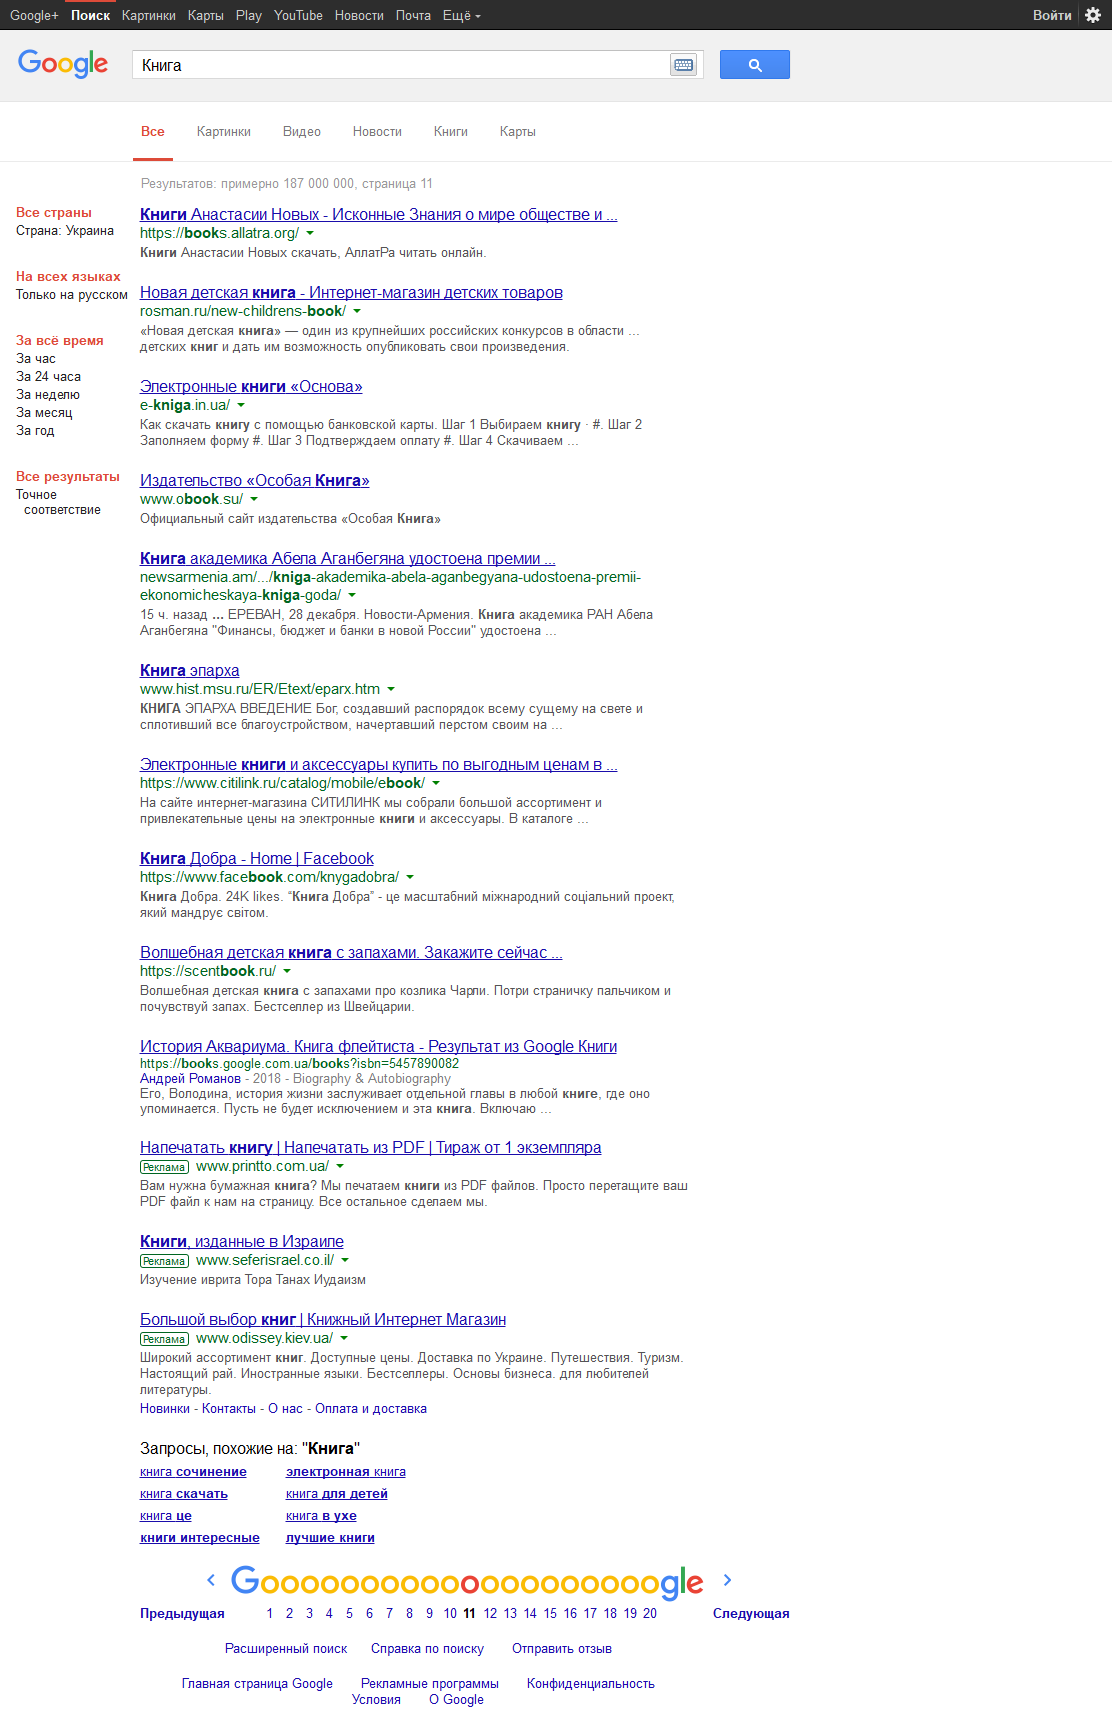 Google+ Поиск Картинки Карты Play YouTube Новости Почта Ещё Войти
Google Книга
Все Картинки Видео Новости Книги Карты
Результатов: примерно 187 000 000, страница 11
Все страны
Страна: Украина
На всех языках
Только на русском
За всё время
За час
За 24 часа
За неделю
За месяц
За год
Все результаты
Точное
соответствие
Книги Анастасии Новых - Исконные Знания о мире обществе и ...
https://books.allatra.org/
Книги Анастасии Новых скачать, АллатРа читать онлайн.
Новая детская книга - Интернет-магазин детских товаров
rosman.ru/new-childrens-book/
«Новая детская книга» — один из крупнейших российских конкурсов в области ...
детских книг и дать им возможность опубликовать свои произведения.
Электронные книги «Основа»
e-kniga.in.ua/
Как скачать книгу с помощью банковской карты. Шаг 1 Выбираем книгу · #. Шаг 2
Заполняем форму #. Шаг 3 Подтверждаем оплату #. Шаг 4 Скачиваем ...
Издательство «Особая Книга»
www.obook.su/
Официальный сайт издательства «Особая Книга»
Книга академика Абела Аганбегяна удостоена премии ...
newsarmenia.am/.../kniga-akademika-abela-aganbegyana-udostoena-premii-
ekonomicheskaya-kniga-goda/
15 ч. назад ... ЕРЕВАН, 28 декабря. Новости-Армения. Книга академика РАН Абела
Аганбегяна "Финансы, бюджет и банки в новой России" удостоена ...
Книга эпарха
www.hist.msu.ru/ER/Etext/eparx.htm
КНИГА ЭПАРХА ВВЕДЕНИЕ Бог, создавший распорядок всему сущему на свете и
сплотивший все благоустройством, начертавший перстом своим на ...
Электронные книги и аксессуары купить по выгодным ценам в ...
https://www.citilink.ru/catalog/mobile/ebook/
На сайте интернет-магазина СИТИЛИНК мы собрали большой ассортимент и
привлекательные цены на электронные книги и аксессуары. В каталоге ...
Книга Добра - Home | Facebook
https://www.facebook.com/knygadobra/
Книга Добра. 24K likes. “Книга Добра” - це масштабний міжнародний соціальний проект,
який мандрує світом.
Волшебная детская книга с запахами. Закажите сейчас ...
https://scentbook.ru/
Волшебная детская книга с запахами про козлика Чарли. Потри страничку пальчиком и
почувствуй запах. Бестселлер из Швейцарии.
История Аквариума. Книга флейтиста - Результат из Google Книги
https://books.google.com.ua/books?isbn=5457890082
Андрей Романов - 2018 - Biography & Autobiography
Его, Володина, история жизни заслуживает отдельной главы в любой книге, где оно
упоминается. Пусть не будет исключением и эта книга. Включаю ...
Напечатать книгу | Напечатать из PDF | Тираж от 1 экземпляра
Реклама www.printto.com.ua/
Вам нужна бумажная книга? Мы печатаем книги из PDF файлов. Просто перетащите ваш
PDF файл к нам на страницу. Все остальное сделаем мы.
Книги, изданные в Израиле
Реклама www.seferisrael.co.il/
Изучение иврита Тора Танах Иудаизм
Большой выбор книг | Книжный Интернет Магазин
Реклама www.odissey.kiev.ua/
Широкий ассортимент книг. Доступные цены. Доставка по Украине. Путешествия. Туризм.
Настоящий рай. Иностранные языки. Бестселлеры. Основы бизнеса. для любителей
литературы.
Новинки - Контакты - О нас - Оплата и доставка
Запросы, похожие на: "Книга"
книга сочинение электронная книга
книга скачать книга для детей
книга це книга в ухе
книги интересные лучшие книги
Goooooooooooooooooooogle
Предыдущая 1 2 3 4 5 6 7 8 9 10 11 12 13 14 15 16 17 18 19 20 Следующая
Расширенный поиск Справка по поиску Отправить отзыв
Главная страница Google Рекламные программы Конфиденциальность
Условия О Google